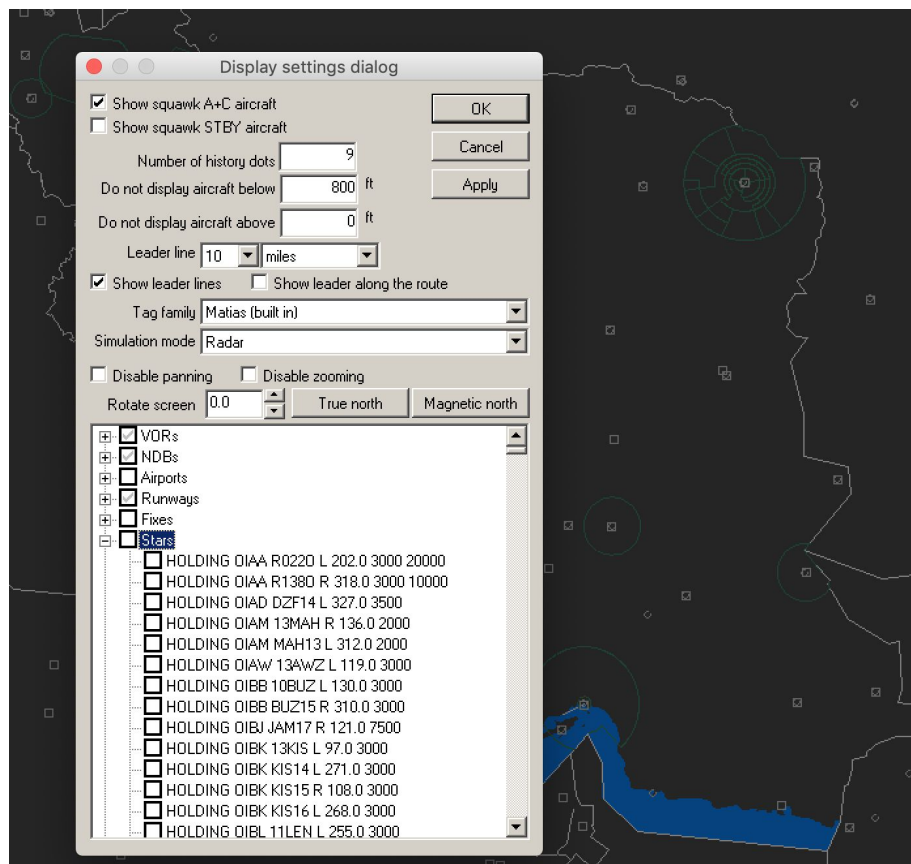 Display settings dialog
Show squawk A+C aircraft
OK
Show squawk STBY aircraft
Number of history dots 9
Cancel
Do not display aircraft below 800 ft
Apply
Do not display aircraft above 0 ft
Leader line 10 miles
Show leader lines Show leader along the route
Tag family Matias (built in)
Simulation mode Radar
Disable panning Disable zooming
Rotate screen 0.0 True north Magnetic north
VORs
NDBs
Airports
Runways
Fixes
Stars
HOLDING OIAA R022O L 202.0 3000 20000
HOLDING OIAA R138O R 318.0 3000 10000
HOLDING OIAD DZF14 L 327.0 3500
HOLDING OIAM 13MAH R 136.0 2000
HOLDING OIAM MAH13 L 312.0 2000
HOLDING OIAW 13AWZ L 119.0 3000
HOLDING OIBB 10BUZ L 130.0 3000
HOLDING OIBB BUZ15 R 310.0 3000
HOLDING OIBJ JAM17 R 121.0 7500
HOLDING OIBK 13KIS L 97.0 3000
HOLDING OIBK KIS14 L 271.0 3000
HOLDING OIBK KIS15 R 108.0 3000
HOLDING OIBK KIS16 L 268.0 3000
HOLDING OIBL 11LEN L 255.0 3000